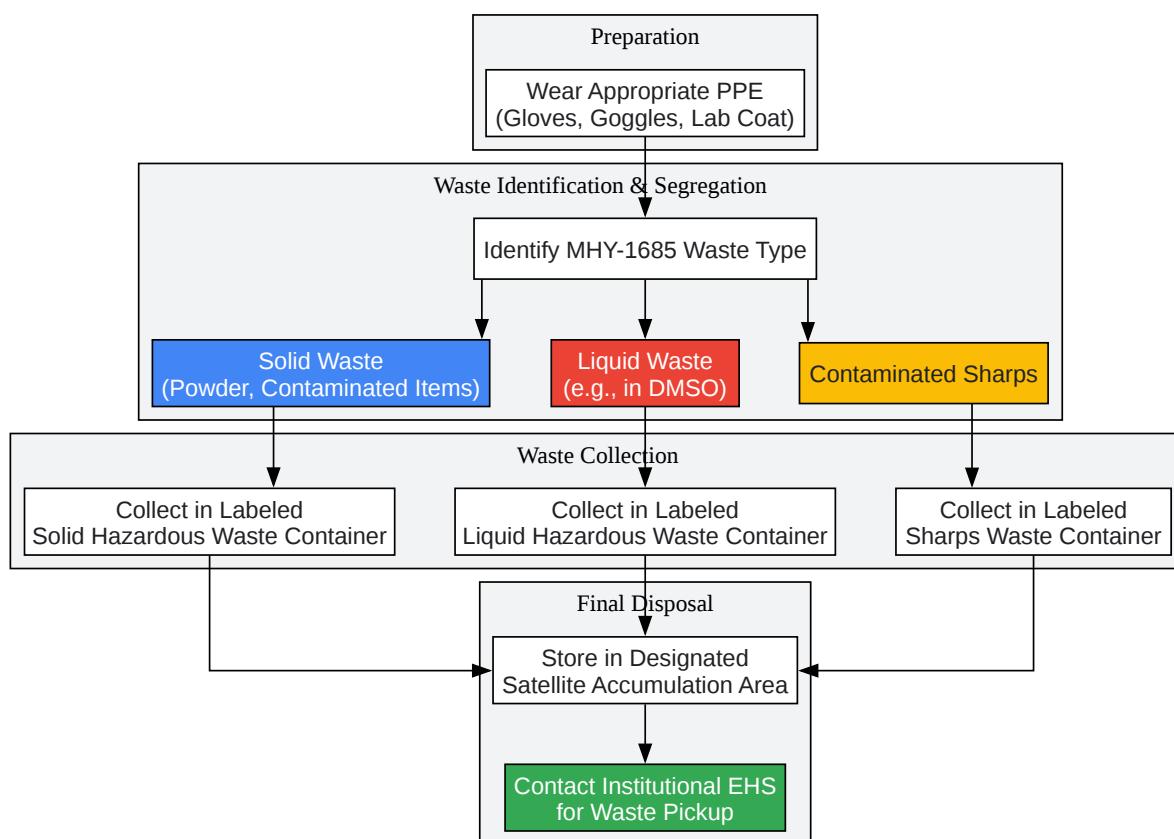 Preparation
Wear Appropriate PPE
(Gloves, Goggles, Lab Coat)
Waste Identification & Segregation
Identify MHY-1685 Waste Type
Solid Waste
(Powder, Contaminated Items)
Liquid Waste
(e.g., in DMSO)
Contaminated Sharps
Waste Collection
Collect in Labeled
Solid Hazardous Waste Container
Collect in Labeled
Liquid Hazardous Waste Container
Collect in Labeled
Sharps Waste Container
Final Disposal
Store in Designated
Satellite Accumulation Area
Contact Institutional EHS
for Waste Pickup